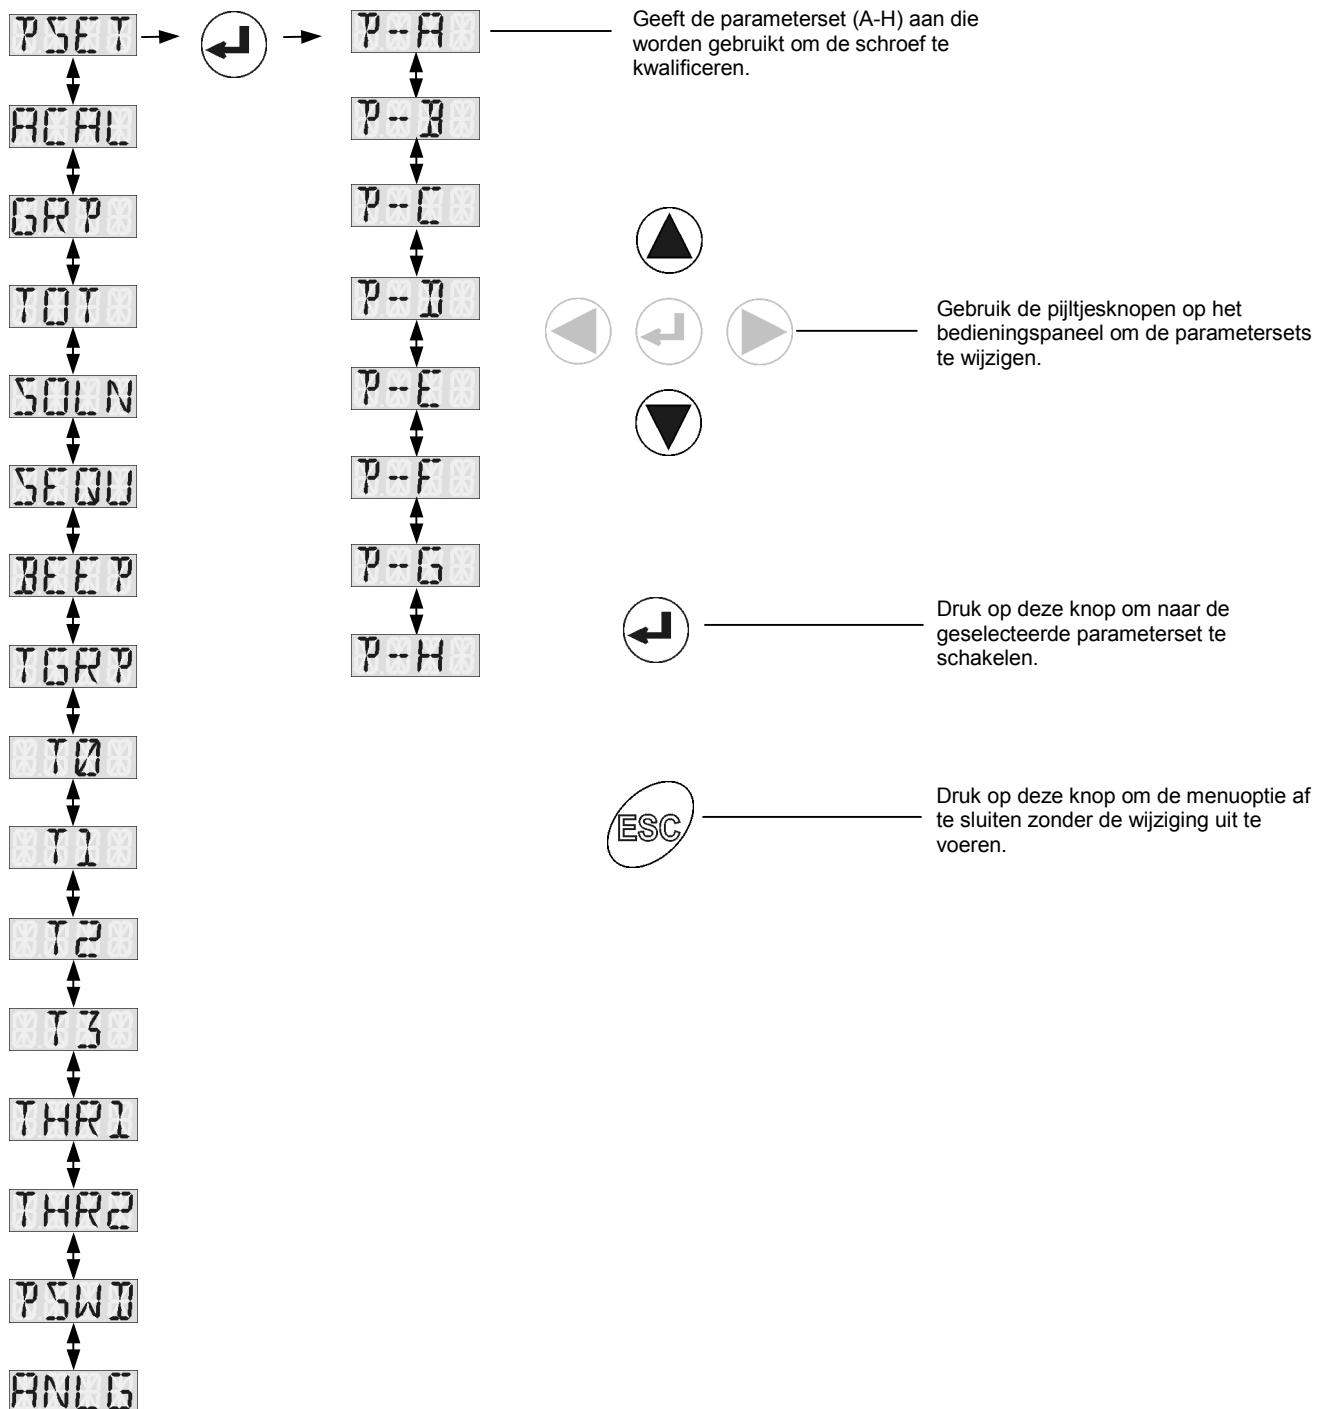 PSET
P-A
Geeft de parameterset (A-H) aan die
worden gebruikt om de schroef te
kwalificeren.
ACAL
P-B
GRP
P-C
TOT
P-D
Gebruik de pijltjesknopen op het
bedieningspaneel om de parametersets
te wijzigen.
SOLN
P-E
SEQU
P-F
BEEP
P-G
TGRP
P-H
Druk op deze knop om naar de
geselecteerde parameterset te
schakelen.
T0
T1
ESC
Druk op deze knop om de menuoptie af
te sluiten zonder de wijziging uit te
voeren.
T2
T3
THR1
THR2
PSWD
ANLG